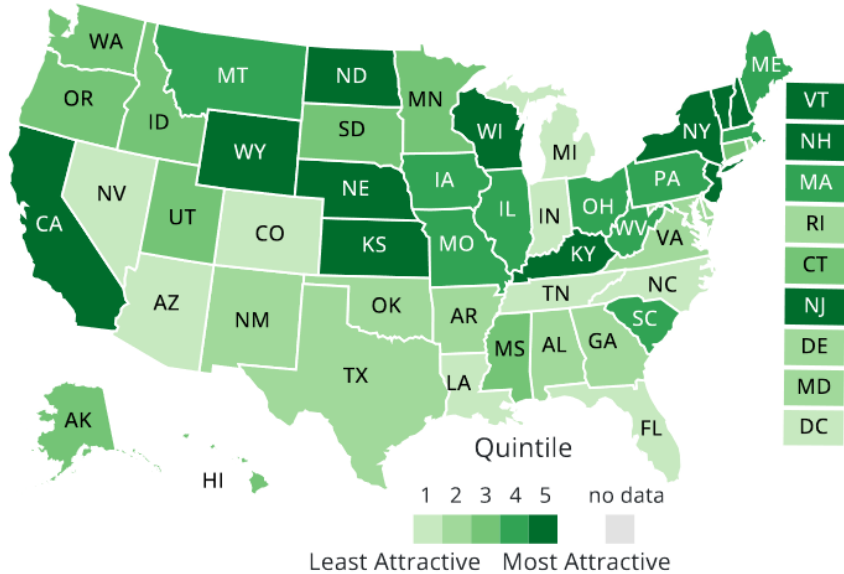 WA
MT
ND
MN
ME
VT
OR
ID
SD
WI
NY
NH
WY
MI
MA
NV
NE
IA
PA
RI
CA
UT
CO
IL
IN
OH
WV
VA
CT
KS
MO
KY
NJ
AZ
NM
OK
AR
TN
NC
SC
DE
TX
MS
AL
GA
MD
LA
AK
FL
DC
HI
Quintile
1 2 3 4 5 no data
Least Attractive Most Attractive